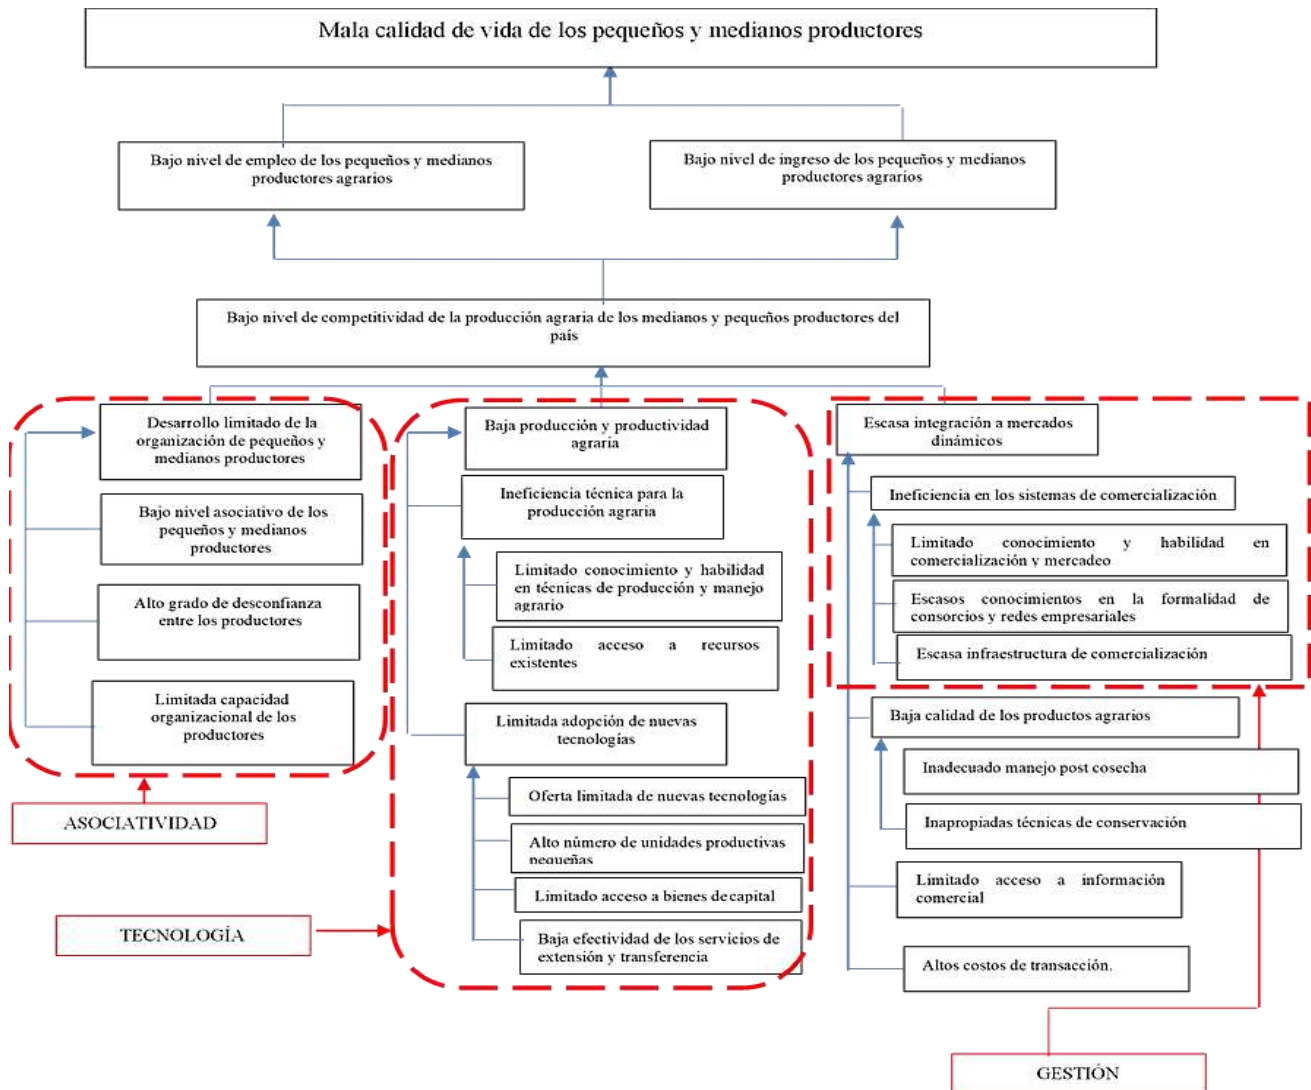 Mala calidad de vida de los pequeños y medianos productores
Bajo nivel de empleo de los pequeños y medianos
productores agrarios
Bajo nivel de ingreso de los pequeños y medianos
productores agrarios
Bajo nivel de competitividad de la producción agraria de los medianos y pequeños productores del
país
Desarrollo limitado de la
organización de pequeños y
medianos productores
Bajo nivel asociativo de los
pequeños y medianos
productores
Alto grado de desconfianza
entre los productores
Limitada capacidad
organizacional de los
productores
ASOCIATIVIDAD
Baja producción y productividad
agraria
Ineficiencia técnica para la
producción agraria
Limitado conocimiento y habilidad
en técnicas de producción y manejo
agrario
Limitado acceso a recursos
existentes
Limitada adopción de nuevas
tecnologías
Oferta limitada de nuevas tecnologías
Alto número de unidades productivas
pequeñas
Limitado acceso a bienes de capital
Baja efectividad de los servicios de
extensión y transferencia
TECNOLOGÍA
Escasa integración a mercados
dinámicos
Ineficiencia en los sistemas de comercialización
Limitado conocimiento y habilidad en
comercialización y mercadeo
Escasos conocimientos en la formalidad de
consorcios y redes empresariales
Escasa infraestructura de comercialización
Baja calidad de los productos agrarios
Inadecuado manejo post cosecha
Inapropiadas técnicas de conservación
Limitado acceso a información
comercial
Altos costos de transacción.
GESTIÓN